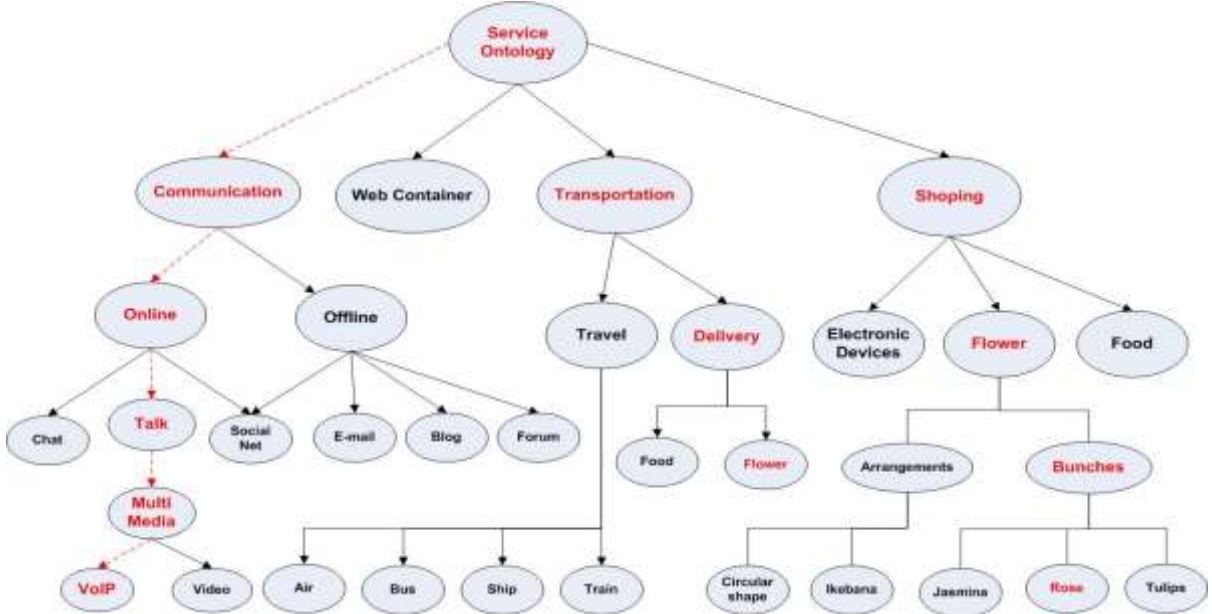 Service
Ontology
Communication
Web Container
Transportation
Shoping
Online
Offline
Travel
Delivery
Electronic
Devices
Flower
Food
Chat
Talk
Social
Net
E-mail
Blog
Forum
Food
Flower
Arrangements
Bunches
Multi
Media
VoIP
Video
Air
Bus
Ship
Train
Circular
shape
Ikebana
Jasmina
Rose
Tulips